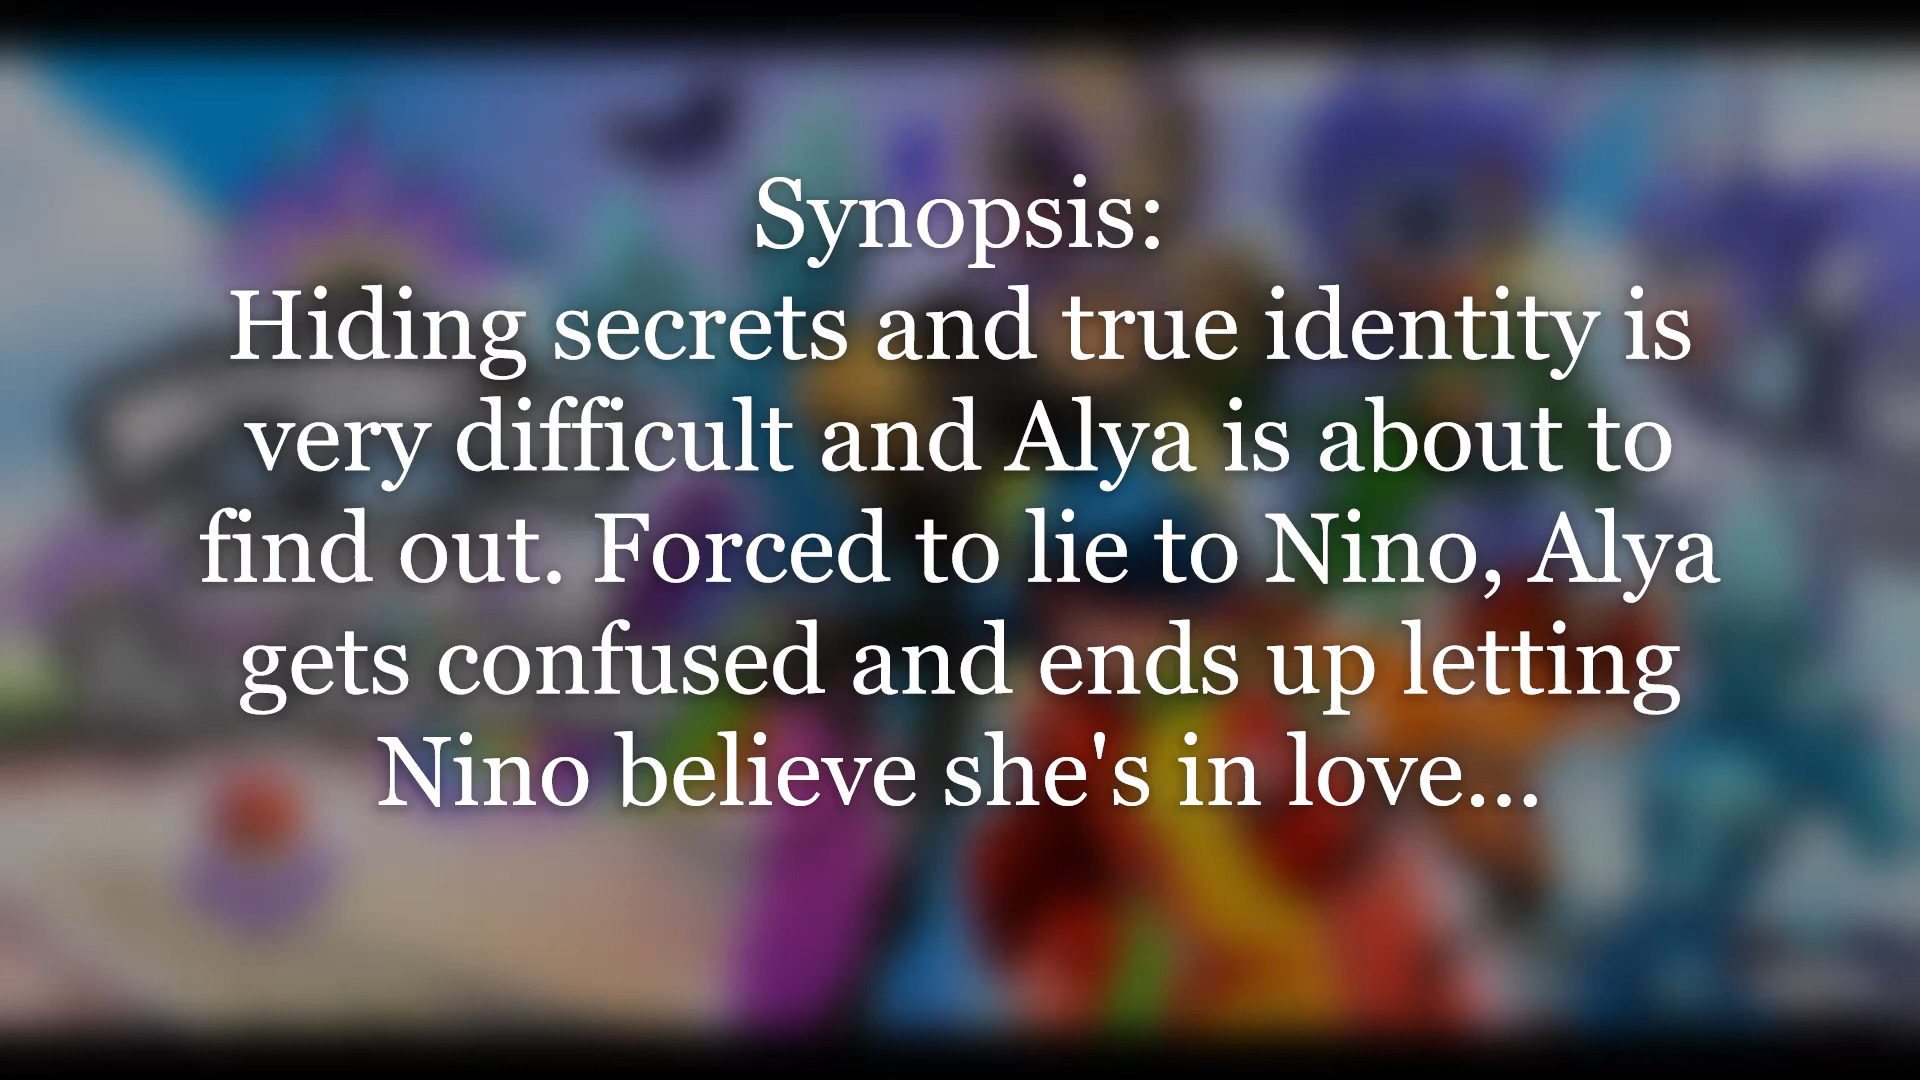 Synopsis:
Hiding secrets and true identity is
very difficult and Alya is about to
find out. Forced to lie to Nino, Alya
gets confused and ends up letting
Nino believe she's in love...